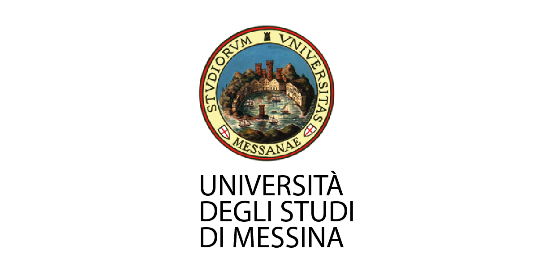 STVDIORVM VNIVERSITAS
MESSANAE
UNIVERSITÀ
DEGLI STUDI
DI MESSINA